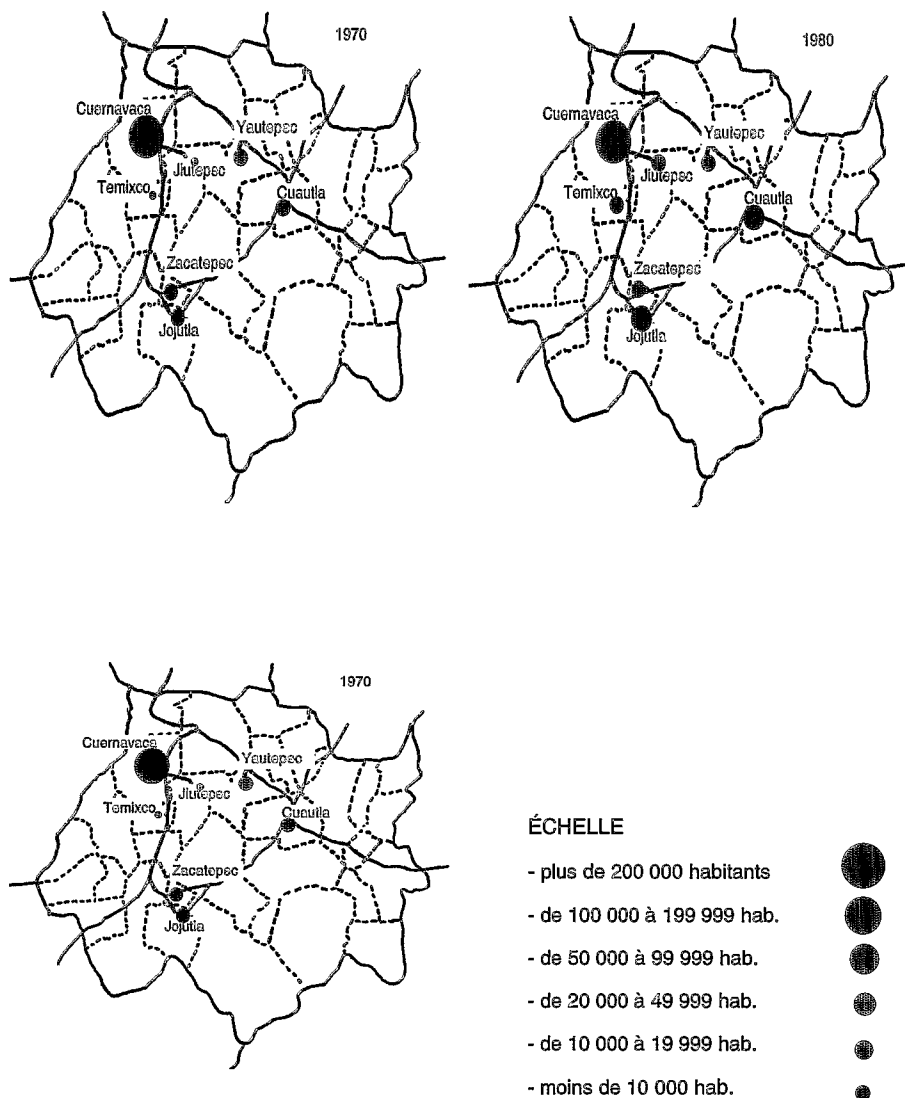 1970
Cuernavaca
Yautepec
Jiutepec
Temixco
Cuautla
Zacatepec
Jojutla
1980
Cuernavaca
Yautepec
Jiutepec
Temixco
Cuautla
Zacatepec
Jojutla
1970
Cuernavaca
Yautepec
Jiutepec
Temixco
Cuautla
Zacatepec
Jojutla
ÉCHELLE
- plus de 200 000 habitants
- de 100 000 à 199 999 hab.
- de 50 000 à 99 999 hab.
- de 20 000 à 49 999 hab.
- de 10 000 à 19 999 hab.
- moins de 10 000 hab.